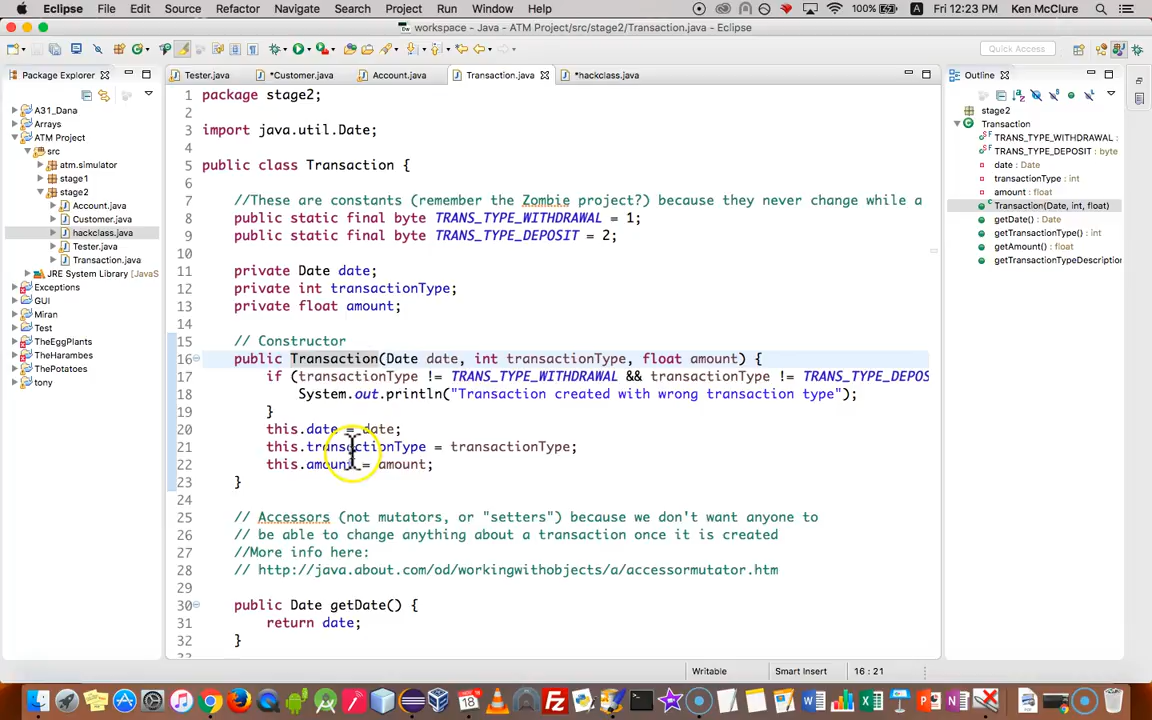 Eclipse File Edit Source Refactor Navigate Search Project Run Window Help 100% A Fri 12:23 PM Ken McClure
workspace - ATM Project/src/stage2/Transaction.java - Eclipse
Quick Access
Package Explorer
Tester.java *Customer.java Account.java Transaction.java *hackclass.java
Outline
A31_Dana
Arrays
ATM Project
src
atm.simulator
stage1
stage2
Account.java
Customer.java
hackclass.java
Tester.java
Transaction.java
JRE System Library [JavaS
Exceptions
GUI
Miran
Test
TheEggPlants
TheHarambes
ThePotatoes
tony
1 package stage2;
2
3 import java.util.Date;
4
5 public class Transaction {
6
7 //These are constants (remember the Zombie project?) because they never change while a
8 public static final byte TRANS_TYPE_WITHDRAWAL = 1;
9 public static final byte TRANS_TYPE_DEPOSIT = 2;
10
11 private Date date;
12 private int transactionType;
13 private float amount;
14
15 // Constructor
16 public Transaction(Date date, int transactionType, float amount) {
17 if (transactionType != TRANS_TYPE_WITHDRAWAL && transactionType != TRANS_TYPE_DEPOS
18 System.out.println("Transaction created with wrong transaction type");
19 }
20 this.date = date;
21 this.transactionType = transactionType;
22 this.amount = amount;
23 }
24
25 // Accessors (not mutators, or "setters") because we don't want anyone to
26 // be able to change anything about a transaction once it is created
27 //More info here:
28 // http://java.about.com/od/workingwithobjects/a/accessormutator.htm
29
30 public Date getDate() {
31 return date;
32 }
stage2
Transaction
TRANS_TYPE_WITHDRAWAL :
TRANS_TYPE_DEPOSIT : byte
date : Date
transactionType : int
amount : float
Transaction(Date, int, float)
getDate() : Date
getTransactionType() : int
getAmount() : float
getTransactionTypeDescription
Writable Smart Insert 16 : 21